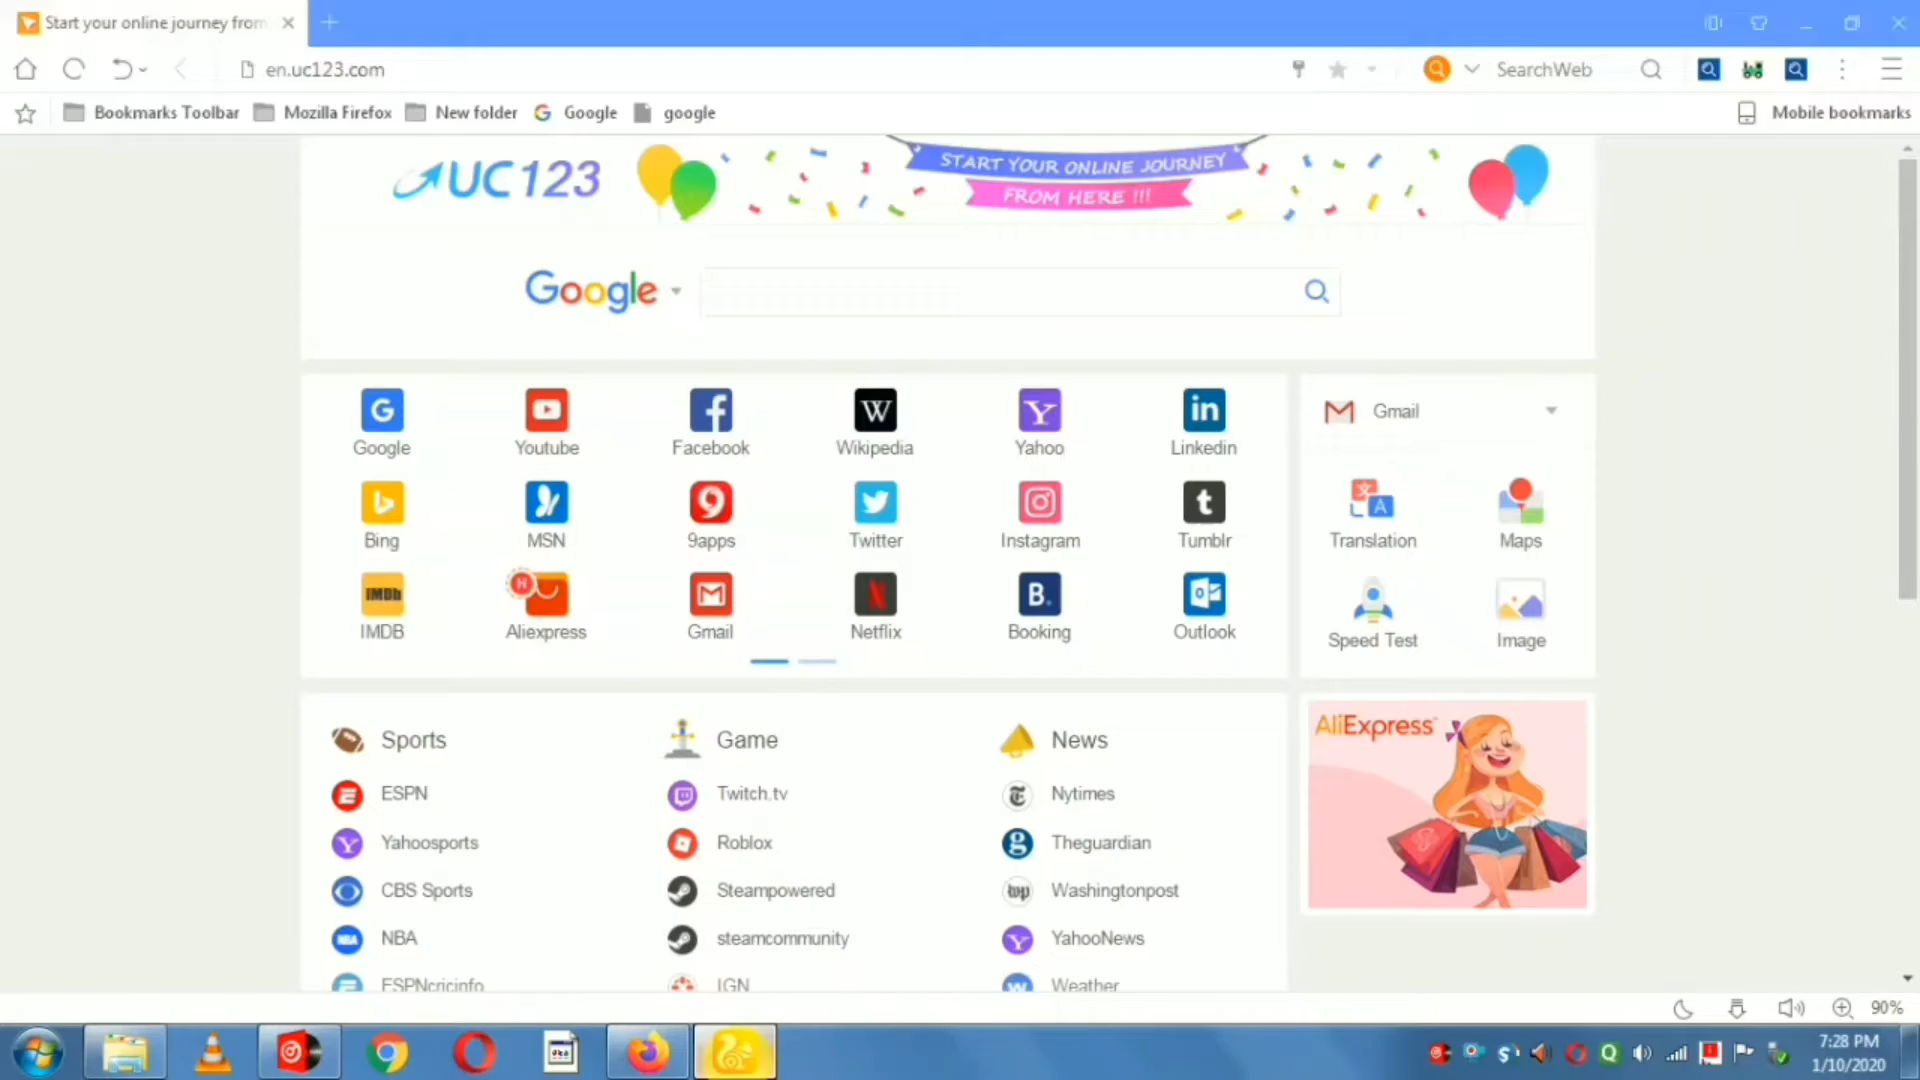 Start your online journey from
en.uc123.com
SearchWeb
Bookmarks Toolbar
Mozilla Firefox
New folder
Google
google
Mobile bookmarks
UC123
START YOUR ONLINE JOURNEY
FROM HERE !!!
Google
Google
Youtube
Facebook
Wikipedia
Yahoo
Linkedin
Gmail
Bing
MSN
9apps
Twitter
Instagram
Tumblr
Translation
Maps
IMDb
H
B.
IMDB
Aliexpress
Gmail
Netflix
Booking
Outlook
Speed Test
Image
Sports
Game
News
AliExpress
ESPN
Twitch.tv
Nytimes
Yahoosports
Roblox
Theguardian
CBS Sports
Steampowered
wp
Washingtonpost
NBA
NBA
steamcommunity
YahooNews
ESPNcricinfo
IGN
Weather
90%
7:28 PM
1/10/2020